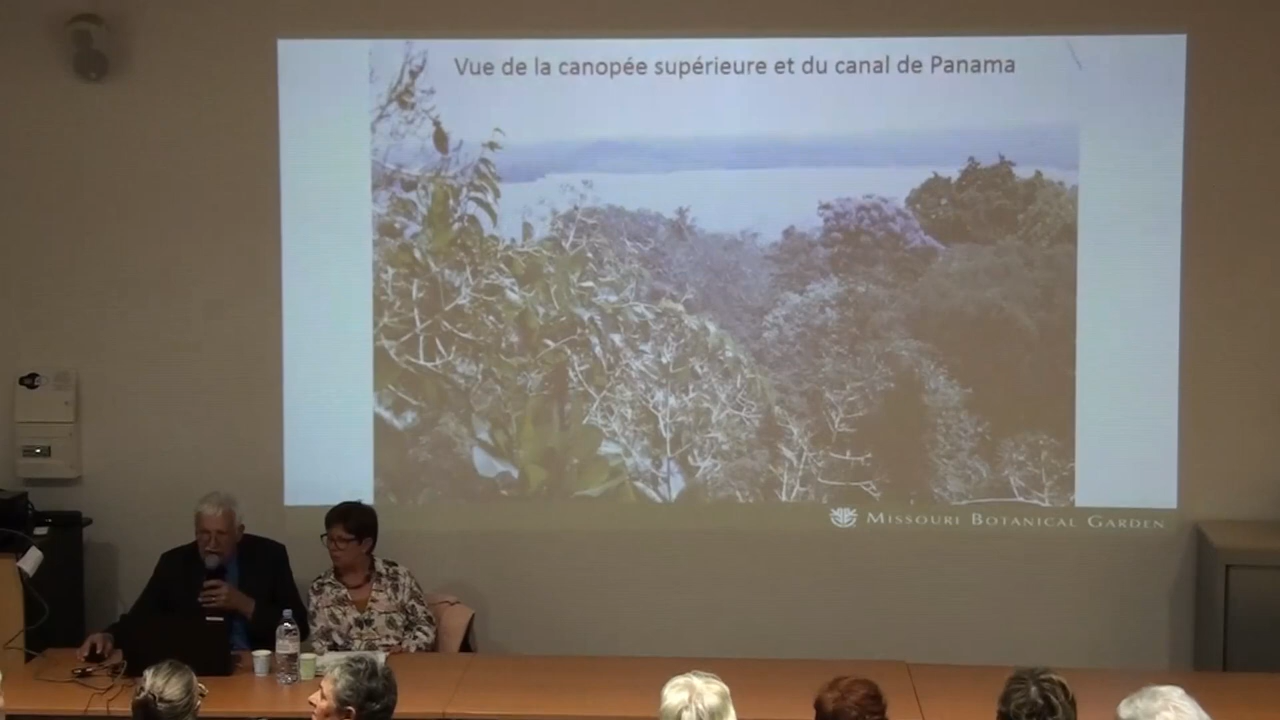 Vue de la canopée supérieure et du canal de Panama
MISSOURI BOTANICAL GARDEN